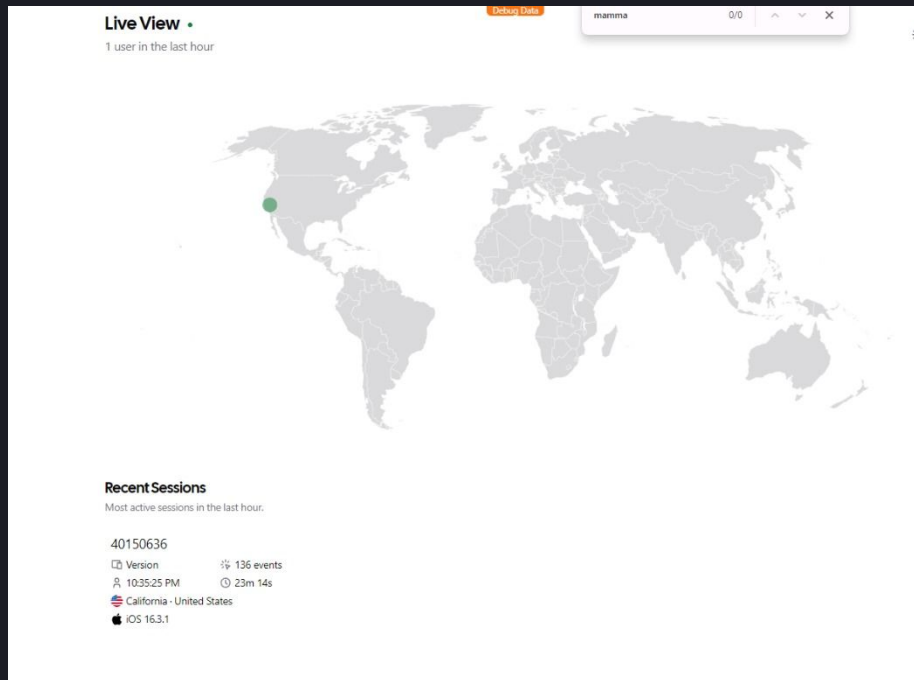 Live View
Debug Data
mamma 0/0
1 user in the last hour
Recent Sessions
Most active sessions in the last hour.
40150636
Version 136 events
10:35:25 PM 23m 14s
California - United States
iOS 16.3.1